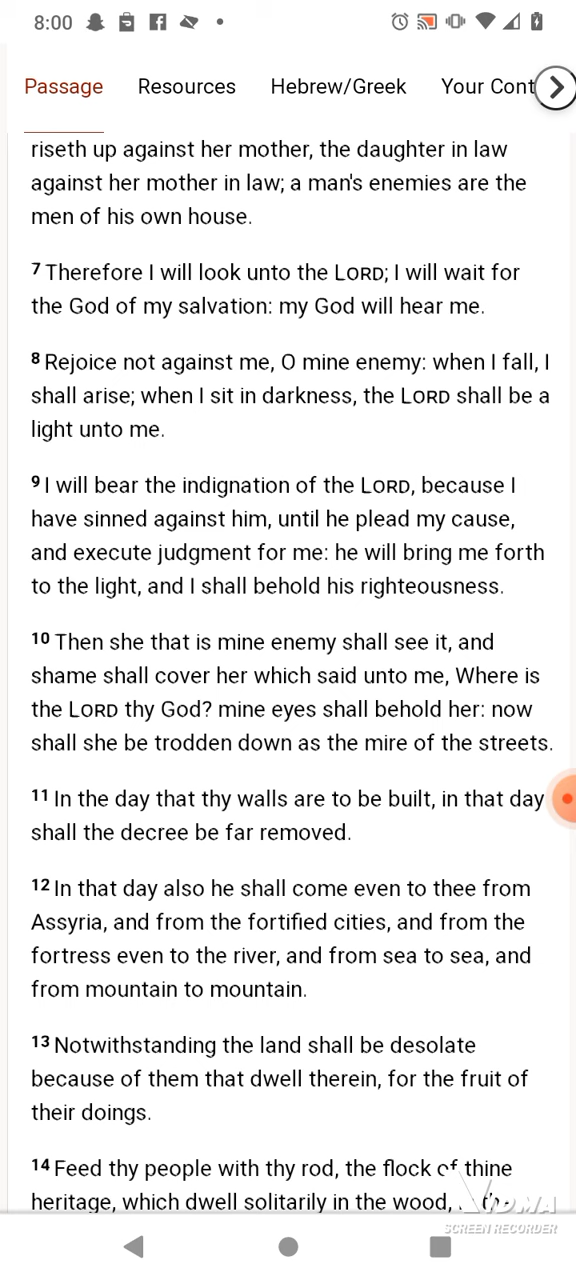 8:00
Passage Resources Hebrew/Greek Your Cont
riseth up against her mother, the daughter in law
against her mother in law; a man's enemies are the
men of his own house.
7 Therefore I will look unto the LORD; I will wait for
the God of my salvation: my God will hear me.
8 Rejoice not against me, O mine enemy: when I fall, I
shall arise; when I sit in darkness, the LORD shall be a
light unto me.
9 I will bear the indignation of the LORD, because I
have sinned against him, until he plead my cause,
and execute judgment for me: he will bring me forth
to the light, and I shall behold his righteousness.
10 Then she that is mine enemy shall see it, and
shame shall cover her which said unto me, Where is
the LORD thy God? mine eyes shall behold her: now
shall she be trodden down as the mire of the streets.
11 In the day that thy walls are to be built, in that day
shall the decree be far removed.
12 In that day also he shall come even to thee from
Assyria, and from the fortified cities, and from the
fortress even to the river, and from sea to sea, and
from mountain to mountain.
13 Notwithstanding the land shall be desolate
because of them that dwell therein, for the fruit of
their doings.
14 Feed thy people with thy rod, the flock of thine
heritage, which dwell solitarily in the wood,
VIDMA
SCREEN RECORDER